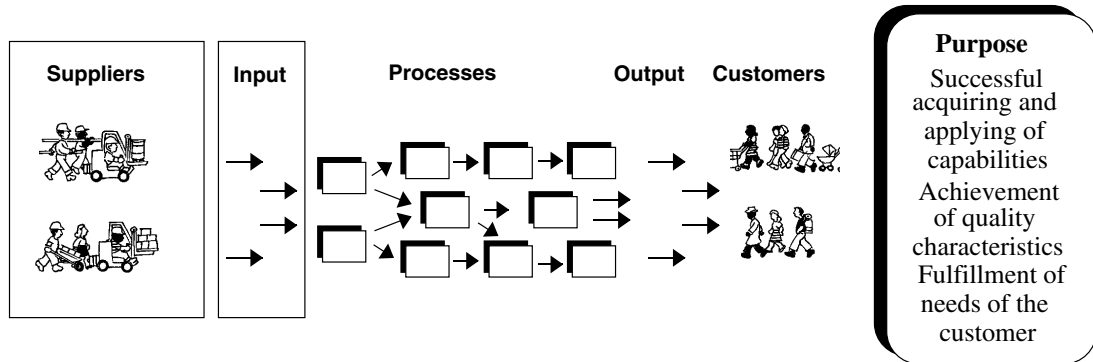 Suppliers
Input
Processes
Output
Customers
Purpose
Successful
acquiring and
applying of
capabilities
Achievement
of quality
characteristics
Fulfillment of
needs of the
customer